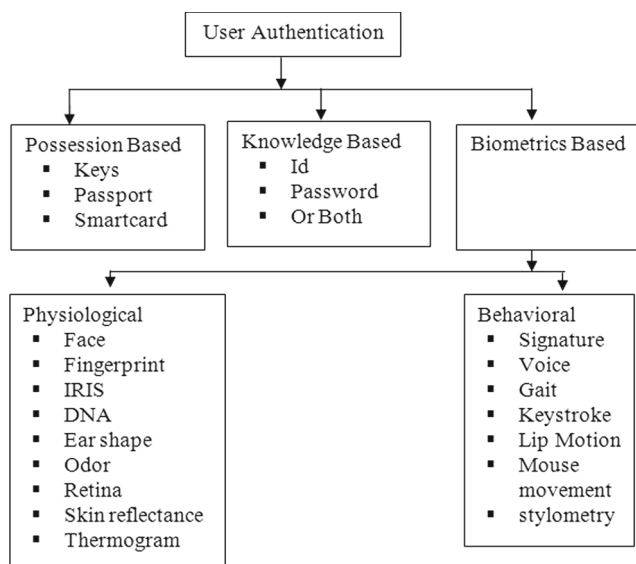 User Authentication
Possession Based
▪ Keys
▪ Passport
▪ Smartcard
Knowledge Based
▪ Id
▪ Password
▪ Or Both
Biometrics Based
Physiological
▪ Face
▪ Fingerprint
▪ IRIS
▪ DNA
▪ Ear shape
▪ Odor
▪ Retina
▪ Skin reflectance
▪ Thermogram
Behavioral
▪ Signature
▪ Voice
▪ Gait
▪ Keystroke
▪ Lip Motion
▪ Mouse
movement
▪ stylometry